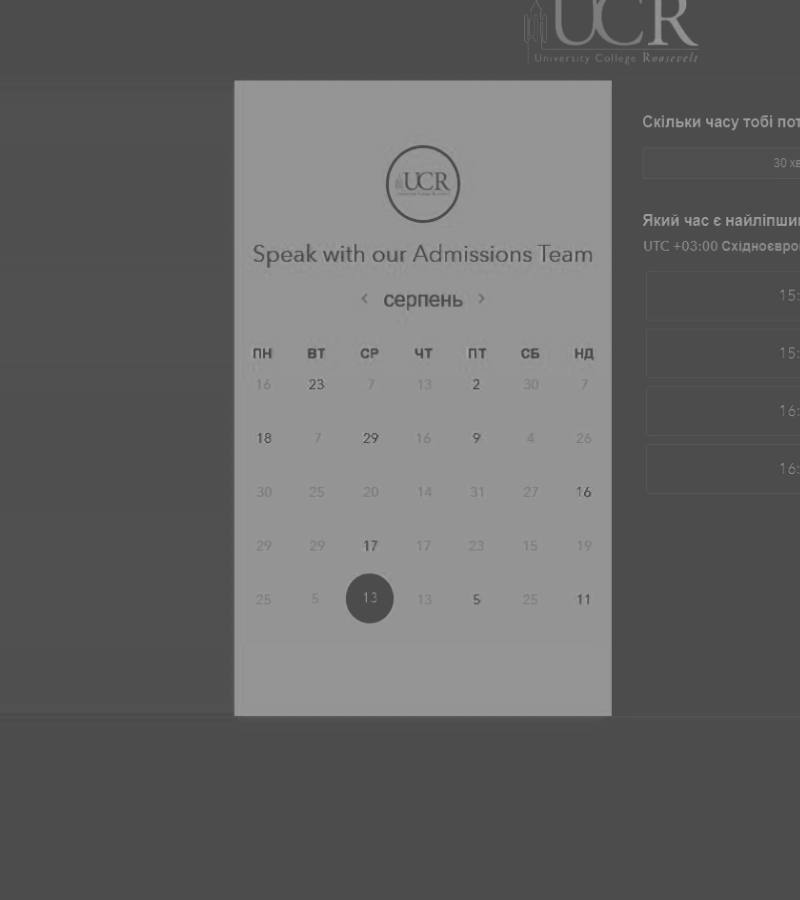 UCR
University College Roosevelt
UCR
Speak with our Admissions Team
‹ серпень ›
ПН ВТ СР ЧТ ПТ СБ НД
16 23 7 13 2 30 7
18 7 29 16 9 4 26
30 25 20 14 31 27 16
29 29 17 17 23 15 19
25 5 13 13 5 25 11
Скільки часу тобі пот
30 хв
Який час є найліпшим
UTC +03:00 Східноєвро
15:
15:
16:
16: